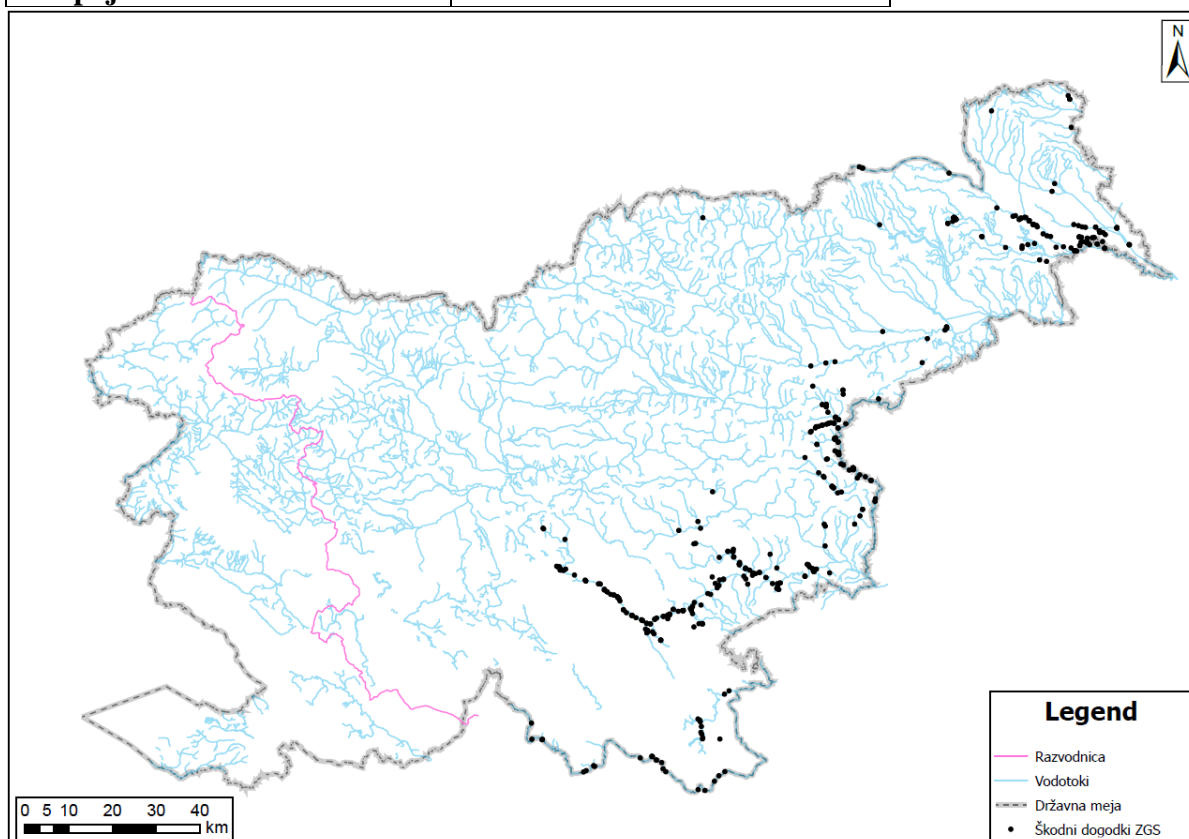 N
Legend
Razvodnica
Vodotoki
Državna meja
Škodni dogodki ZGS
0 5 10 20 30 40
km